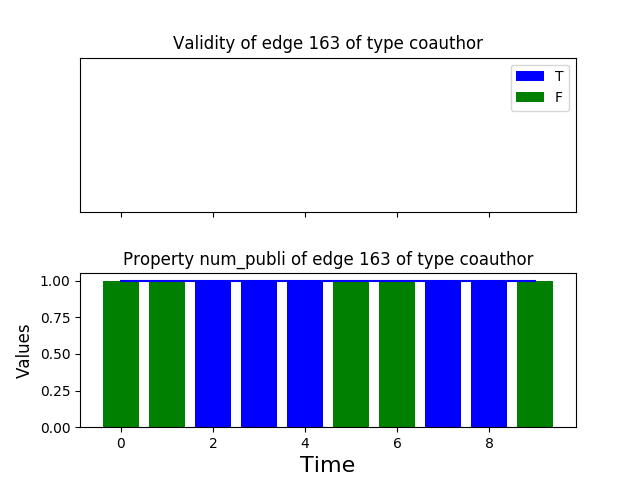 Validity of edge 163 of type coauthor
T
F
Property num_publi of edge 163 of type coauthor
1.00
0.75
0.50
0.25
0.00
Values
0 2 4 6 8
Time